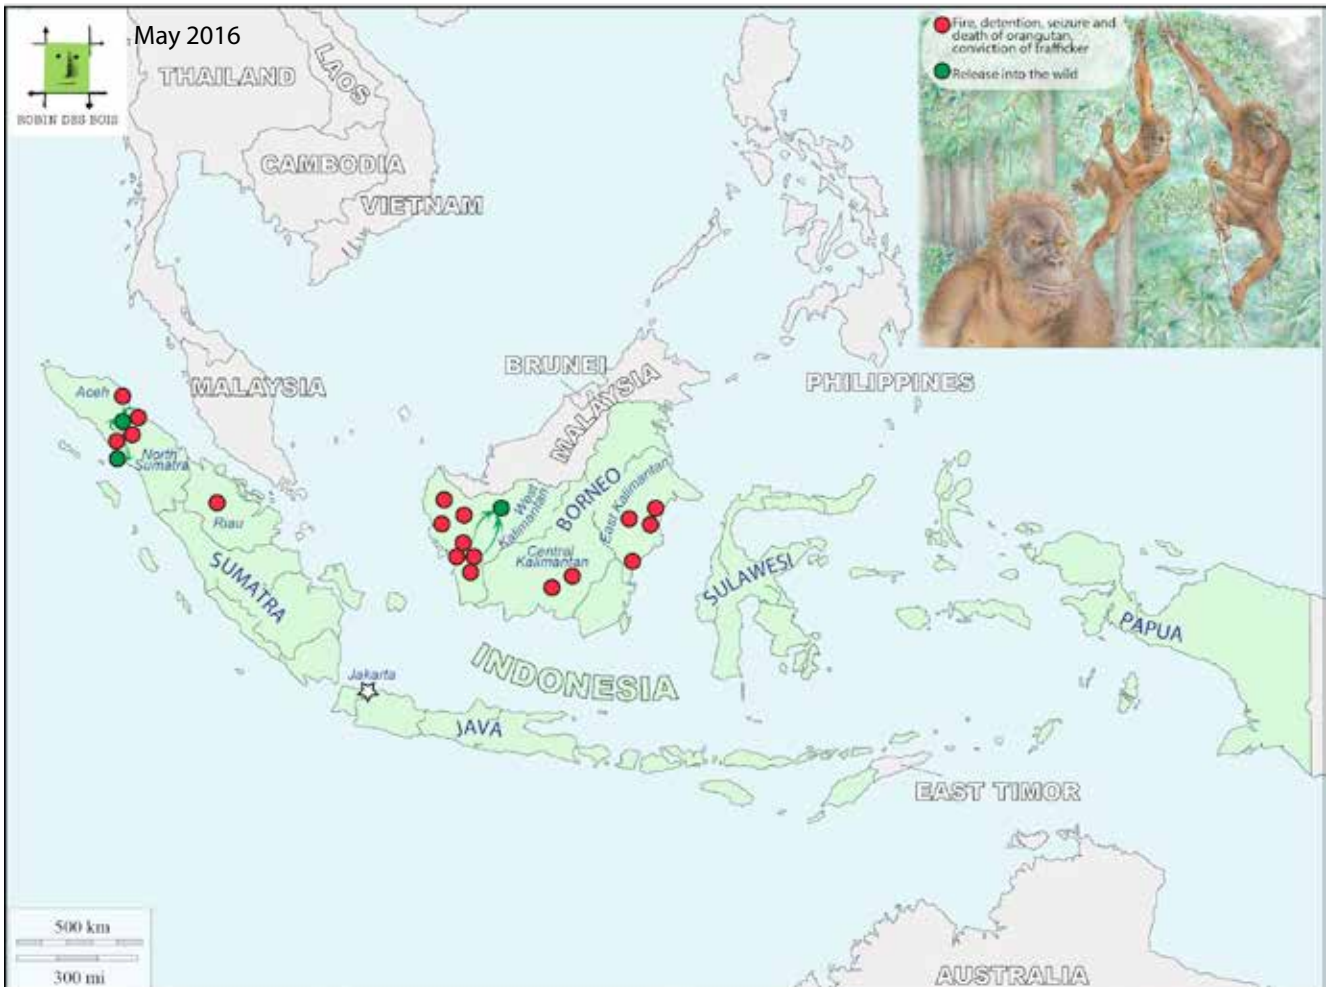 May 2016
ROBIN DES BOIS
Fire, detention, seizure and
death of orangutan,
conviction of trafficker
Release into the wild
THAILAND
LAOS
CAMBODIA
VIETNAM
BRUNEI
MALAYSIA
MALAYSIA
PHILIPPINES
Aceh
North
Sumatra
Riau
SUMATRA
West
Kalimantan
BORNEO
East Kalimantan
Central
Kalimantan
SULAWESI
PAPUA
INDONESIA
Jakarta
JAVA
EAST TIMOR
500 km
300 mi
AUSTRALIA